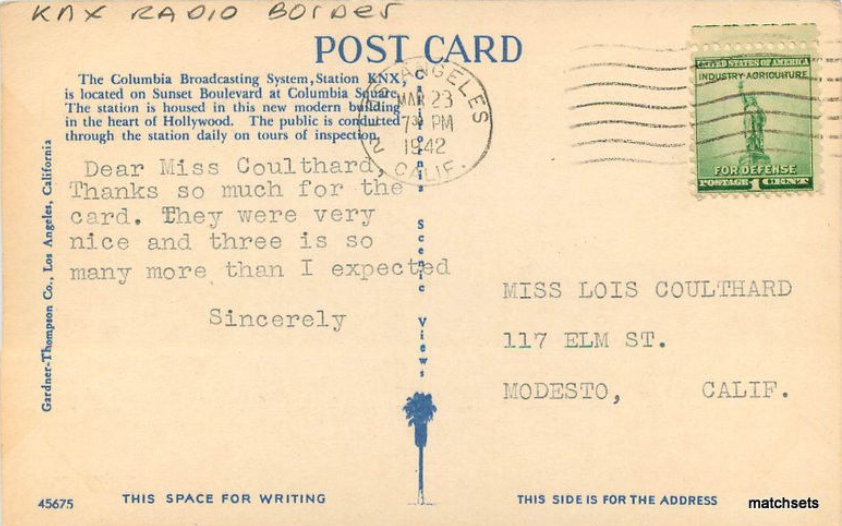 KNX RADIO BORDER
POST CARD
The Columbia Broadcasting System, Station KNX,
is located on Sunset Boulevard at Columbia Square.
The station is housed in this new modern building
in the heart of Hollywood. The public is conducted
through the station daily on tours of inspection.
Dear Miss Coulthard,
Thanks so much for the
card. They were very
nice and three is so
many more than I expected
Sincerely
Gardner-Thompson Co., Los Angeles, California
California Scenic Views
LOS ANGELES
MAR 23
7 30 PM
1942
CALIF.
UNITED STATES OF AMERICA
INDUSTRY-AGRICULTURE
FOR DEFENSE
POSTAGE 1 CENT
MISS LOIS COULTHARD
117 ELM ST.
MODESTO, CALIF.
45675
THIS SPACE FOR WRITING
THIS SIDE IS FOR THE ADDRESS
matchsets